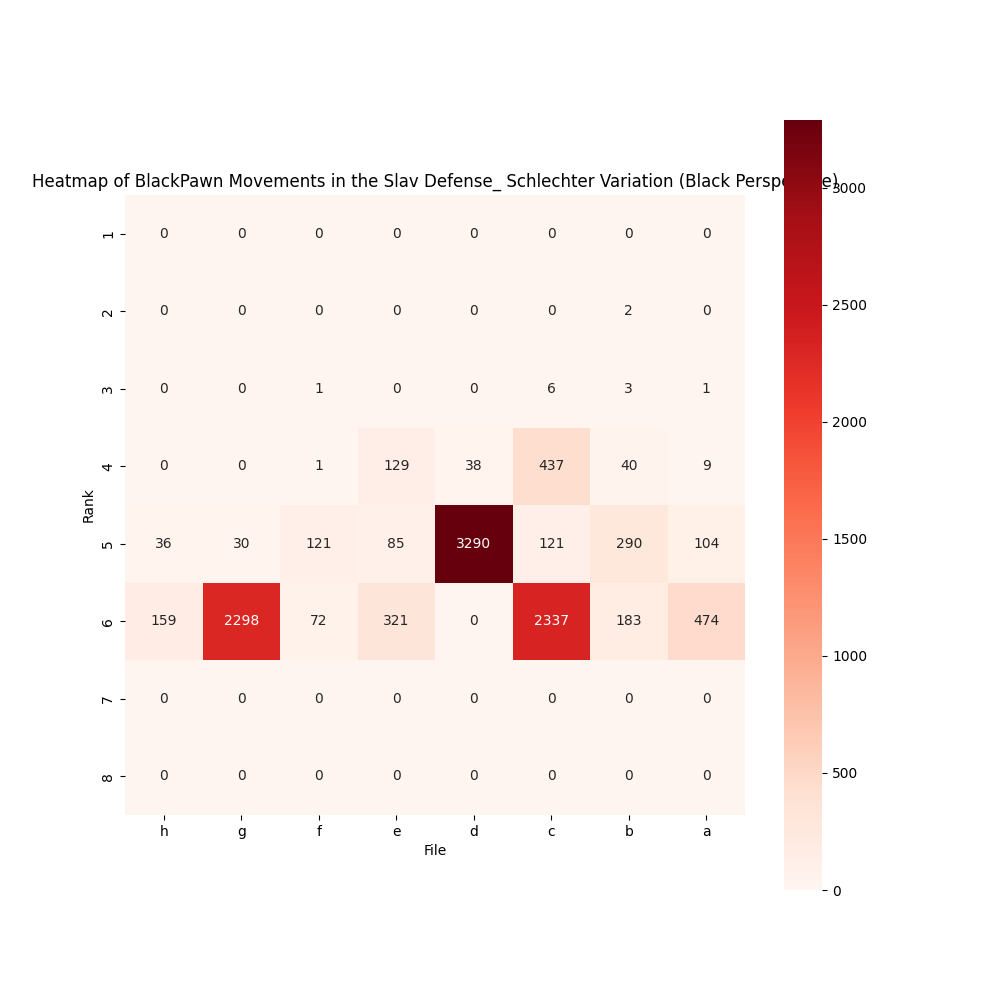 Heatmap of BlackPawn Movements in the Slav Defense_ Schlechter Variation (Black Perspe e)
3000
1 0 0 0 0 0 0 0 0
2500
2 0 0 0 0 0 0 2 0
3 0 0 1 0 0 6 3 1
2000
4 0 0 1 129 38 437 40 9
Rank
1500
5 36 30 121 85 3290 121 290 104
6 159 2298 72 321 0 2337 183 474
1000
7 0 0 0 0 0 0 0 0
500
8 0 0 0 0 0 0 0 0
h g f e d c b a
File
0